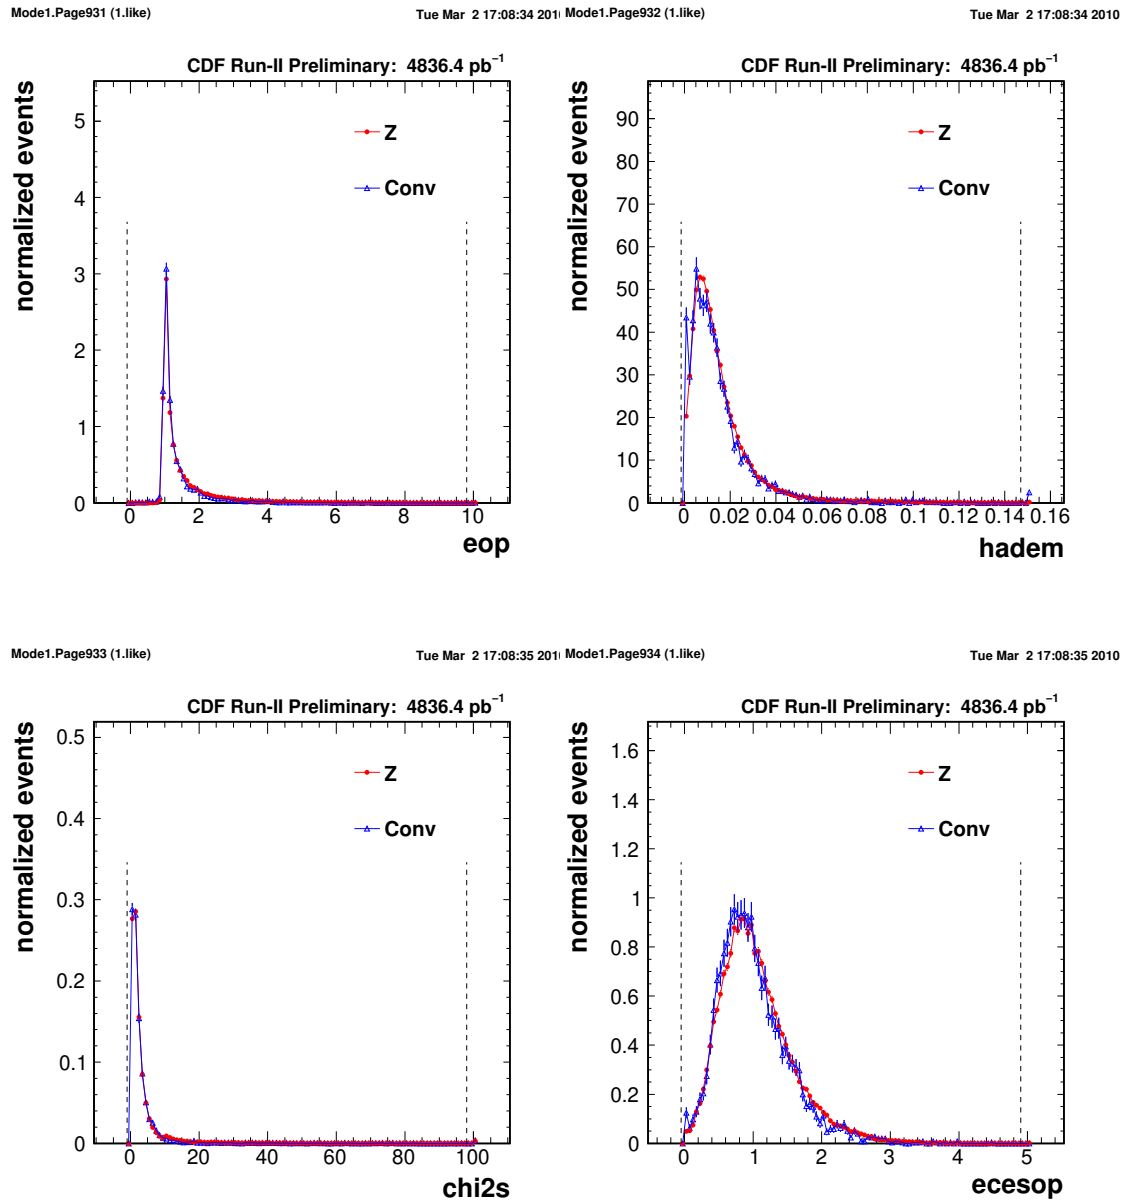 Mode1.Page931 (1.like)
Tue Mar 2 17:08:34 201
CDF Run-II Preliminary: 4836.4 pb⁻¹
normalized events
5
4
3
2
1
0
Z
Conv
0 2 4 6 8 10
eop
Mode1.Page932 (1.like)
Tue Mar 2 17:08:34 2010
CDF Run-II Preliminary: 4836.4 pb⁻¹
normalized events
90
80
70
60
50
40
30
20
10
0
Z
Conv
0 0.02 0.04 0.06 0.08 0.1 0.12 0.14 0.16
hadem
Mode1.Page933 (1.like)
Tue Mar 2 17:08:35 201
CDF Run-II Preliminary: 4836.4 pb⁻¹
normalized events
0.5
0.4
0.3
0.2
0.1
0
Z
Conv
0 20 40 60 80 100
chi2s
Mode1.Page934 (1.like)
Tue Mar 2 17:08:35 2010
CDF Run-II Preliminary: 4836.4 pb⁻¹
normalized events
1.6
1.4
1.2
1
0.8
0.6
0.4
0.2
0
Z
Conv
0 1 2 3 4 5
ecesop